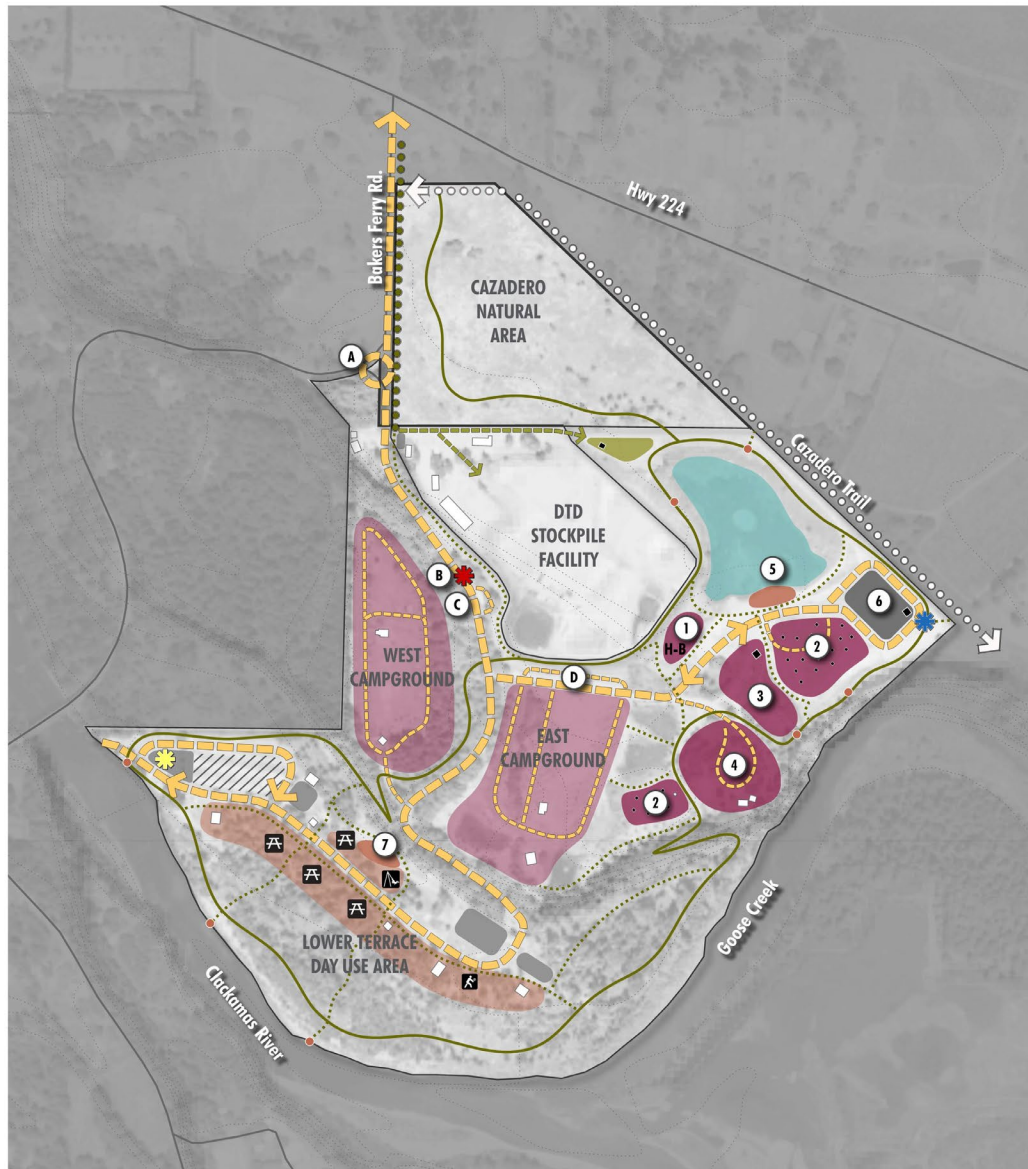 Hwy 224
Bakers Ferry Rd.
CAZADERO
NATURAL
AREA
A
Cazadero Trail
DTD
STOCKPILE
FACILITY
B
C
5
6
1
H-B
2
WEST
CAMPGROUND
D
3
EAST
CAMPGROUND
4
2
7
LOWER TERRACE
DAY USE AREA
Goose Creek
Clackamas River